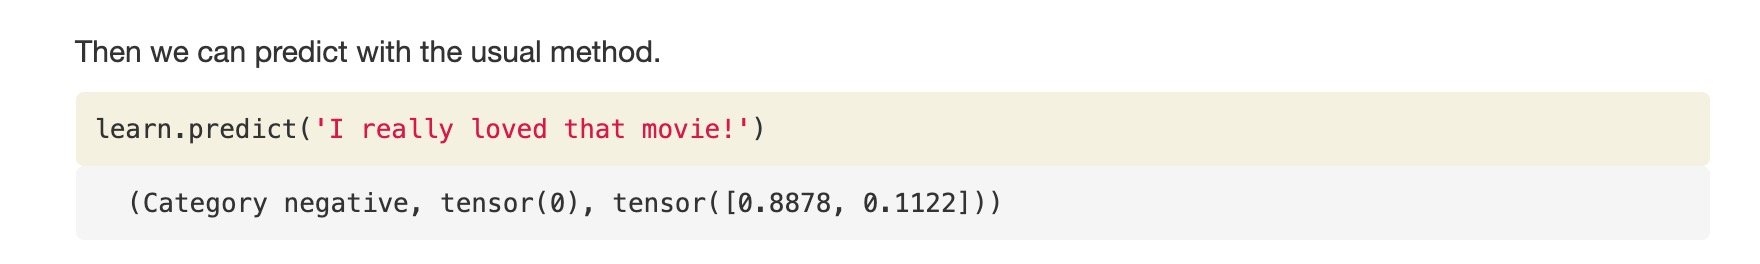 Then we can predict with the usual method.
learn.predict('I really loved that movie!')
(Category negative, tensor(0), tensor([0.8878, 0.1122]))